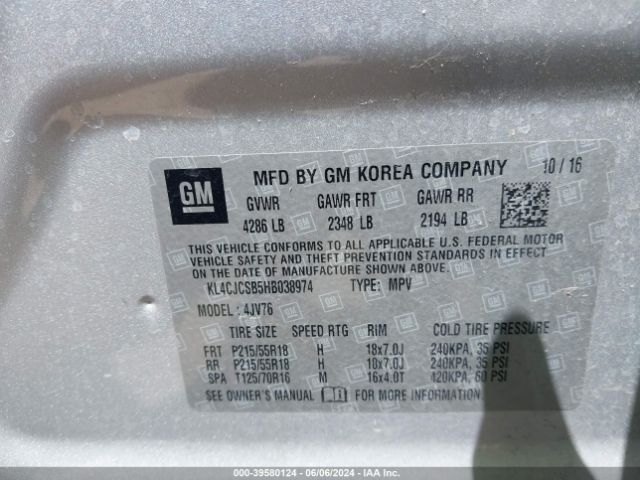 GM
MFD BY GM KOREA COMPANY 10/16
GVWR GAWR FRT GAWR RR
4286 LB 2348 LB 2194 LB
THIS VEHICLE CONFORMS TO ALL APPLICABLE U.S. FEDERAL MOTOR
VEHICLE SAFETY AND THEFT PREVENTION STANDARDS IN EFFECT ON
THE DATE OF MANUFACTURE SHOWN ABOVE.
KL4CJCSB5HB038974 TYPE: MPV
MODEL: 4JV76
TIRE SIZE SPEED RTG RIM COLD TIRE PRESSURE
FRT P215/55R18 H 18x7.0J 240KPA, 35 PSI
RR P215/55R18 H 18x7.0J 240KPA, 35 PSI
SPA T125/70R16 M 16x4.0T 420KPA, 60 PSI
SEE OWNER'S MANUAL FOR MORE INFORMATION
000-39580124 | 06/06/2024 | IAA Inc.